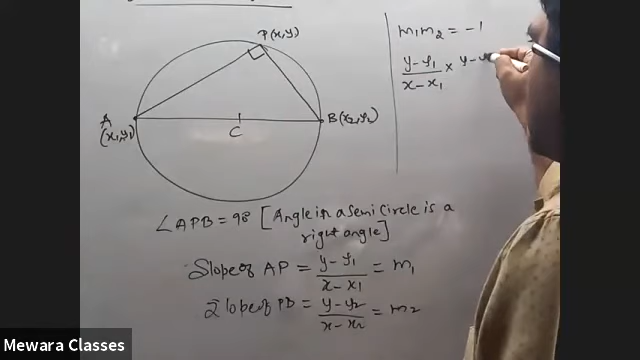 P(x,y)
A
(x1,y1)
B(x2,y2)
C
m1m2 = -1
y-y1/x-x1 × y-y
∠APB = 90 [Angle in a semi circle is a
right angle]
Slope of AP = y-y1/x-x1 = m1
Slope of PB = y-y2/x-x2 = m2
Mewara Classes